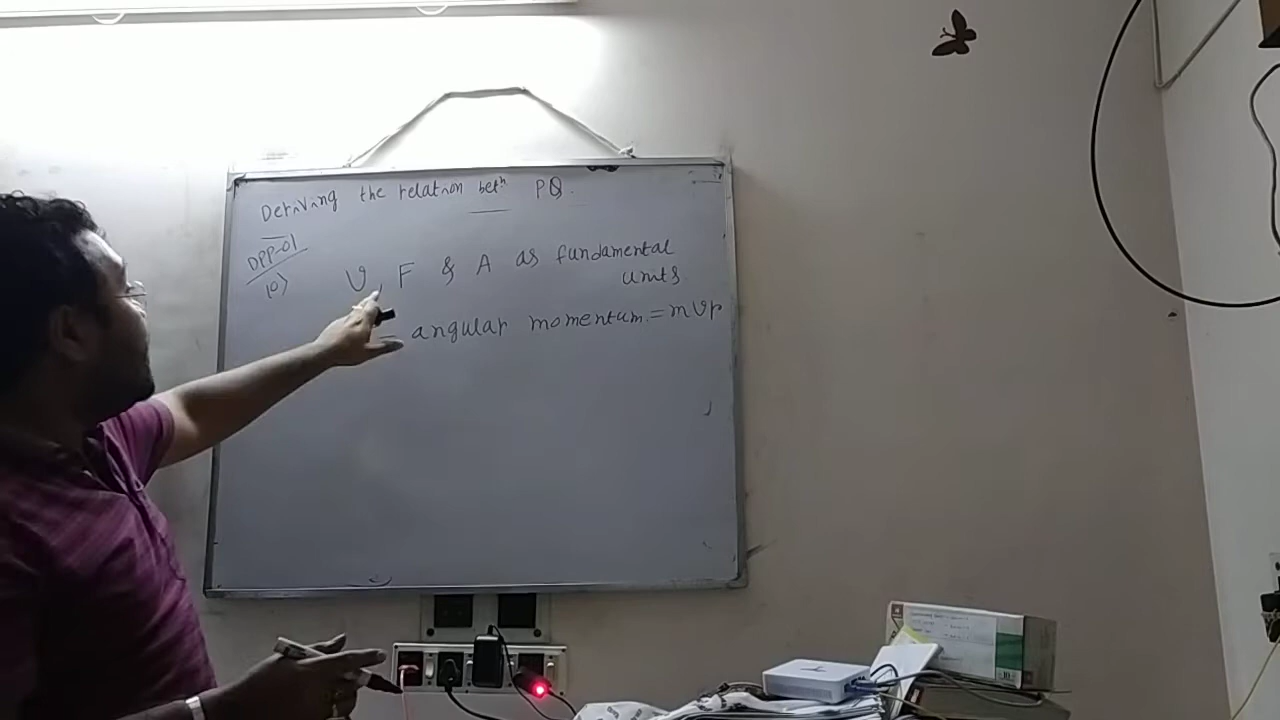 Deriving the relation betn PQ.
DPP-01
10) V, F & A as fundamental
units
= angular momentum = mvr